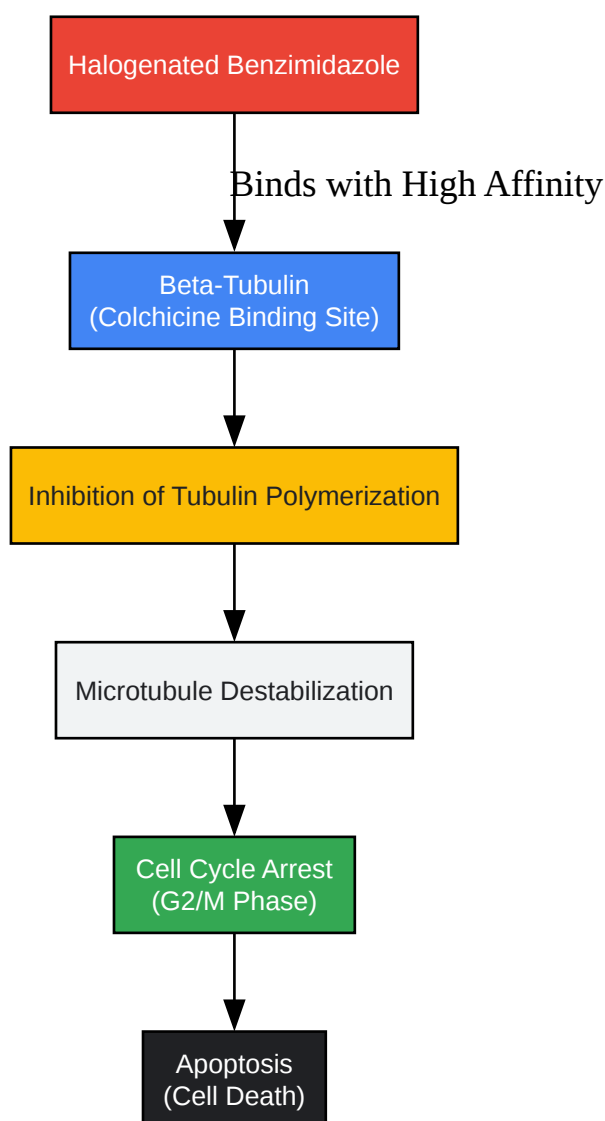 Halogenated Benzimidazole
Binds with High Affinity
Beta-Tubulin
(Colchicine Binding Site)
Inhibition of Tubulin Polymerization
Microtubule Destabilization
Cell Cycle Arrest
(G2/M Phase)
Apoptosis
(Cell Death)